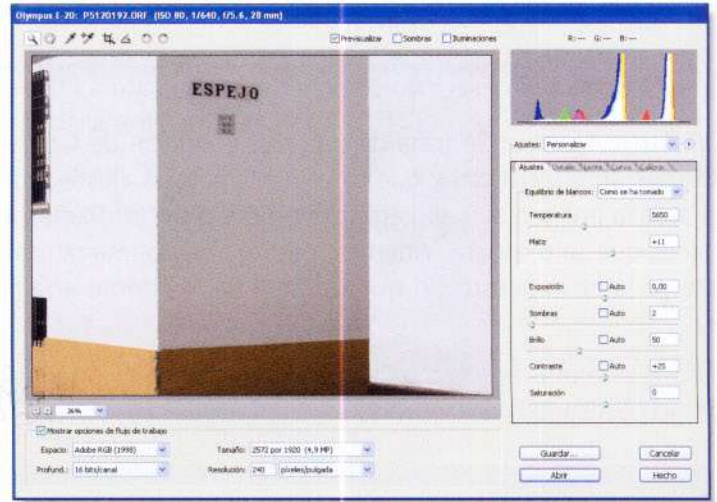 Olympus E-20: P5120192.ORF (ISO 80, 1/640, f/5.6, 28 mm)
Previsualizar Sombras Iluminaciones R: --- G: --- B: ---
ESPEJO
Ajustes: Personalizar
Ajustes Detalle Lente Curva Calibrar
Equilibrio de blancos: Como se ha tomado
Temperatura 5650
Matiz +11
Exposición Auto 0,00
Sombras Auto 2
Brillo Auto 50
Contraste Auto +25
Saturación 0
26%
Mostrar opciones de flujo de trabajo
Espacio: Adobe RGB (1998) Tamaño: 2572 por 1920 (4,9 MP)
Profund.: 16 bits/canal Resolución: 240 píxeles/pulgada
Guardar... Cancelar
Abrir Hecho